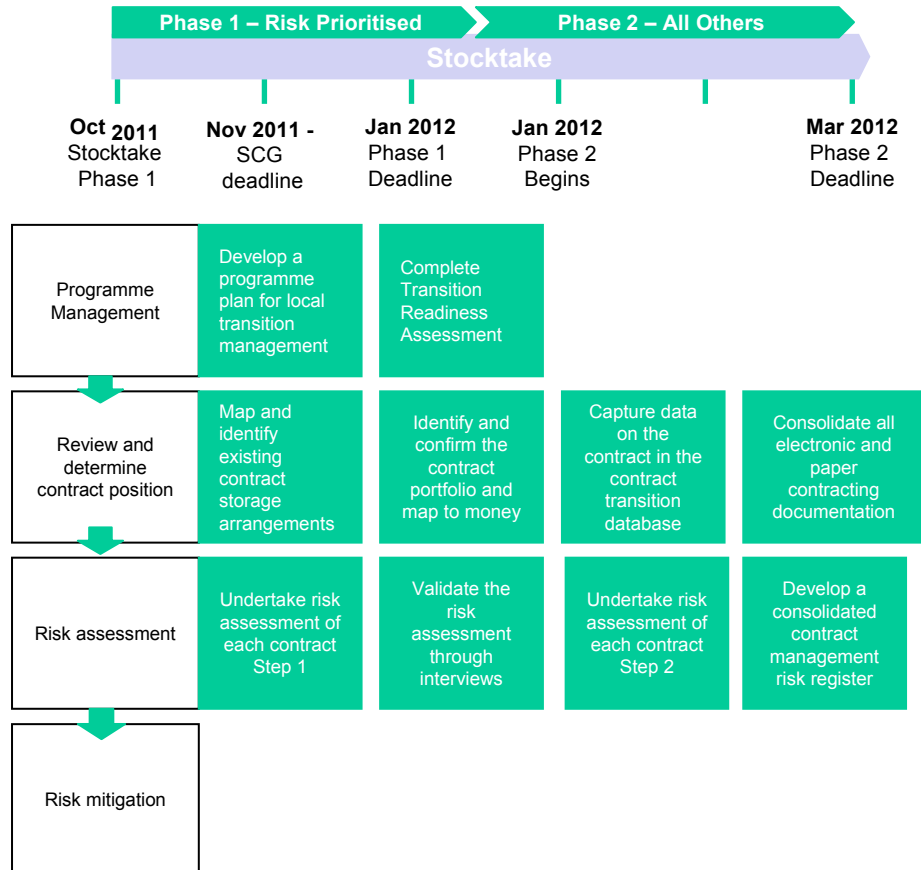 Phase 1 – Risk Prioritised
Phase 2 – All Others
Stocktake
Oct 2011
Stocktake
Phase 1
Nov 2011 -
SCG
deadline
Jan 2012
Phase 1
Deadline
Jan 2012
Phase 2
Begins
Mar 2012
Phase 2
Deadline
Programme
Management
Develop a
programme
plan for local
transition
management
Complete
Transition
Readiness
Assessment
Review and
determine
contract position
Map and
identify
existing
contract
storage
arrangements
Identify and
confirm the
contract
portfolio and
map to money
Capture data
on the
contract in the
contract
transition
database
Consolidate all
electronic and
paper
contracting
documentation
Risk assessment
Undertake risk
assessment of
each contract
Step 1
Validate the
risk
assessment
through
interviews
Undertake risk
assessment of
each contract
Step 2
Develop a
consolidated
contract
management
risk register
Risk mitigation